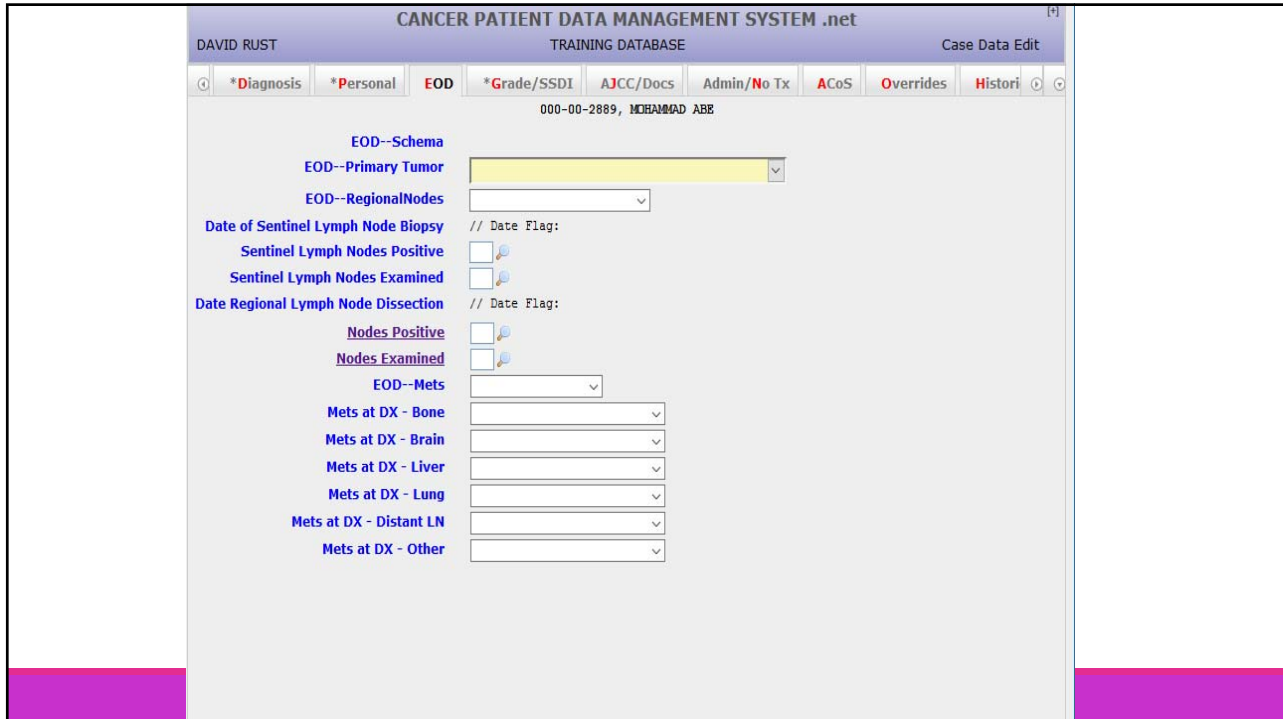 [+]
CANCER PATIENT DATA MANAGEMENT SYSTEM .net
DAVID RUST TRAINING DATABASE Case Data Edit
*Diagnosis *Personal EOD *Grade/SSDI AJCC/Docs Admin/No Tx ACoS Overrides Histori
000-00-2889, MOHAMMAD ABE
EOD--Schema
EOD--Primary Tumor
EOD--RegionalNodes
Date of Sentinel Lymph Node Biopsy // Date Flag:
Sentinel Lymph Nodes Positive
Sentinel Lymph Nodes Examined
Date Regional Lymph Node Dissection // Date Flag:
Nodes Positive
Nodes Examined
EOD--Mets
Mets at DX - Bone
Mets at DX - Brain
Mets at DX - Liver
Mets at DX - Lung
Mets at DX - Distant LN
Mets at DX - Other